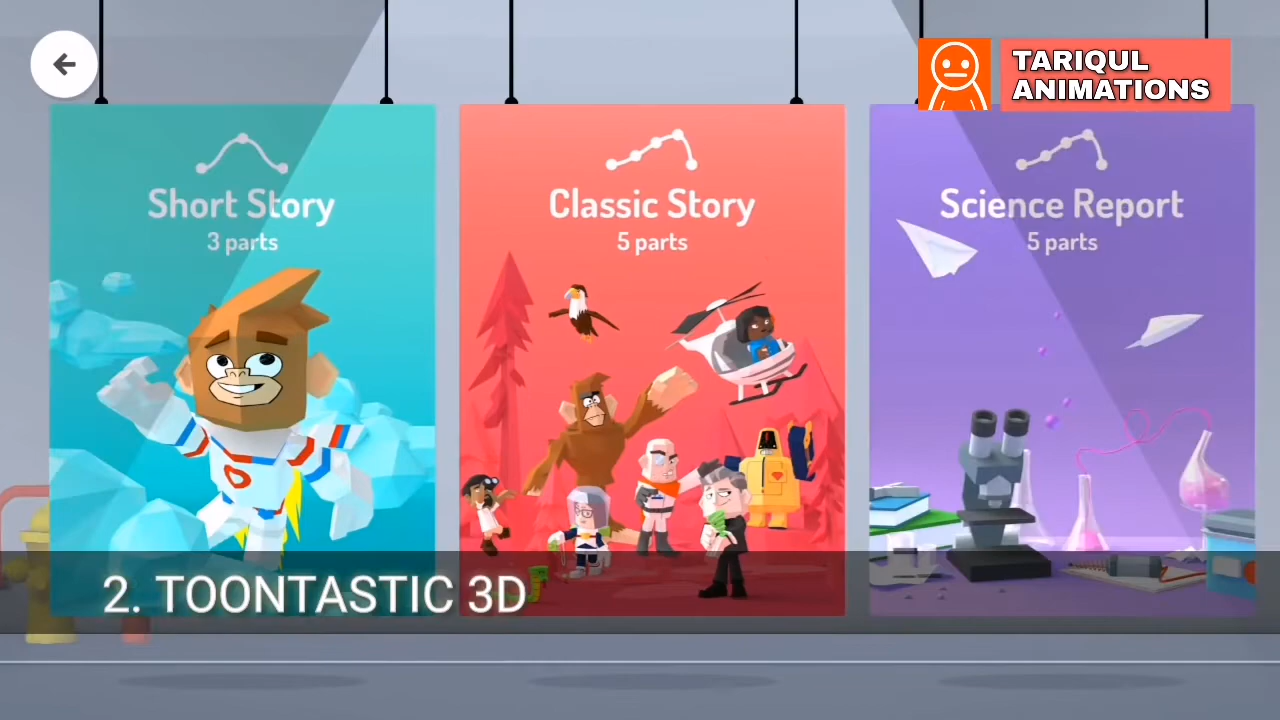 TARIQUL
ANIMATIONS
Short Story
3 parts
Classic Story
5 parts
Science Report
5 parts
2. TOONTASTIC 3D